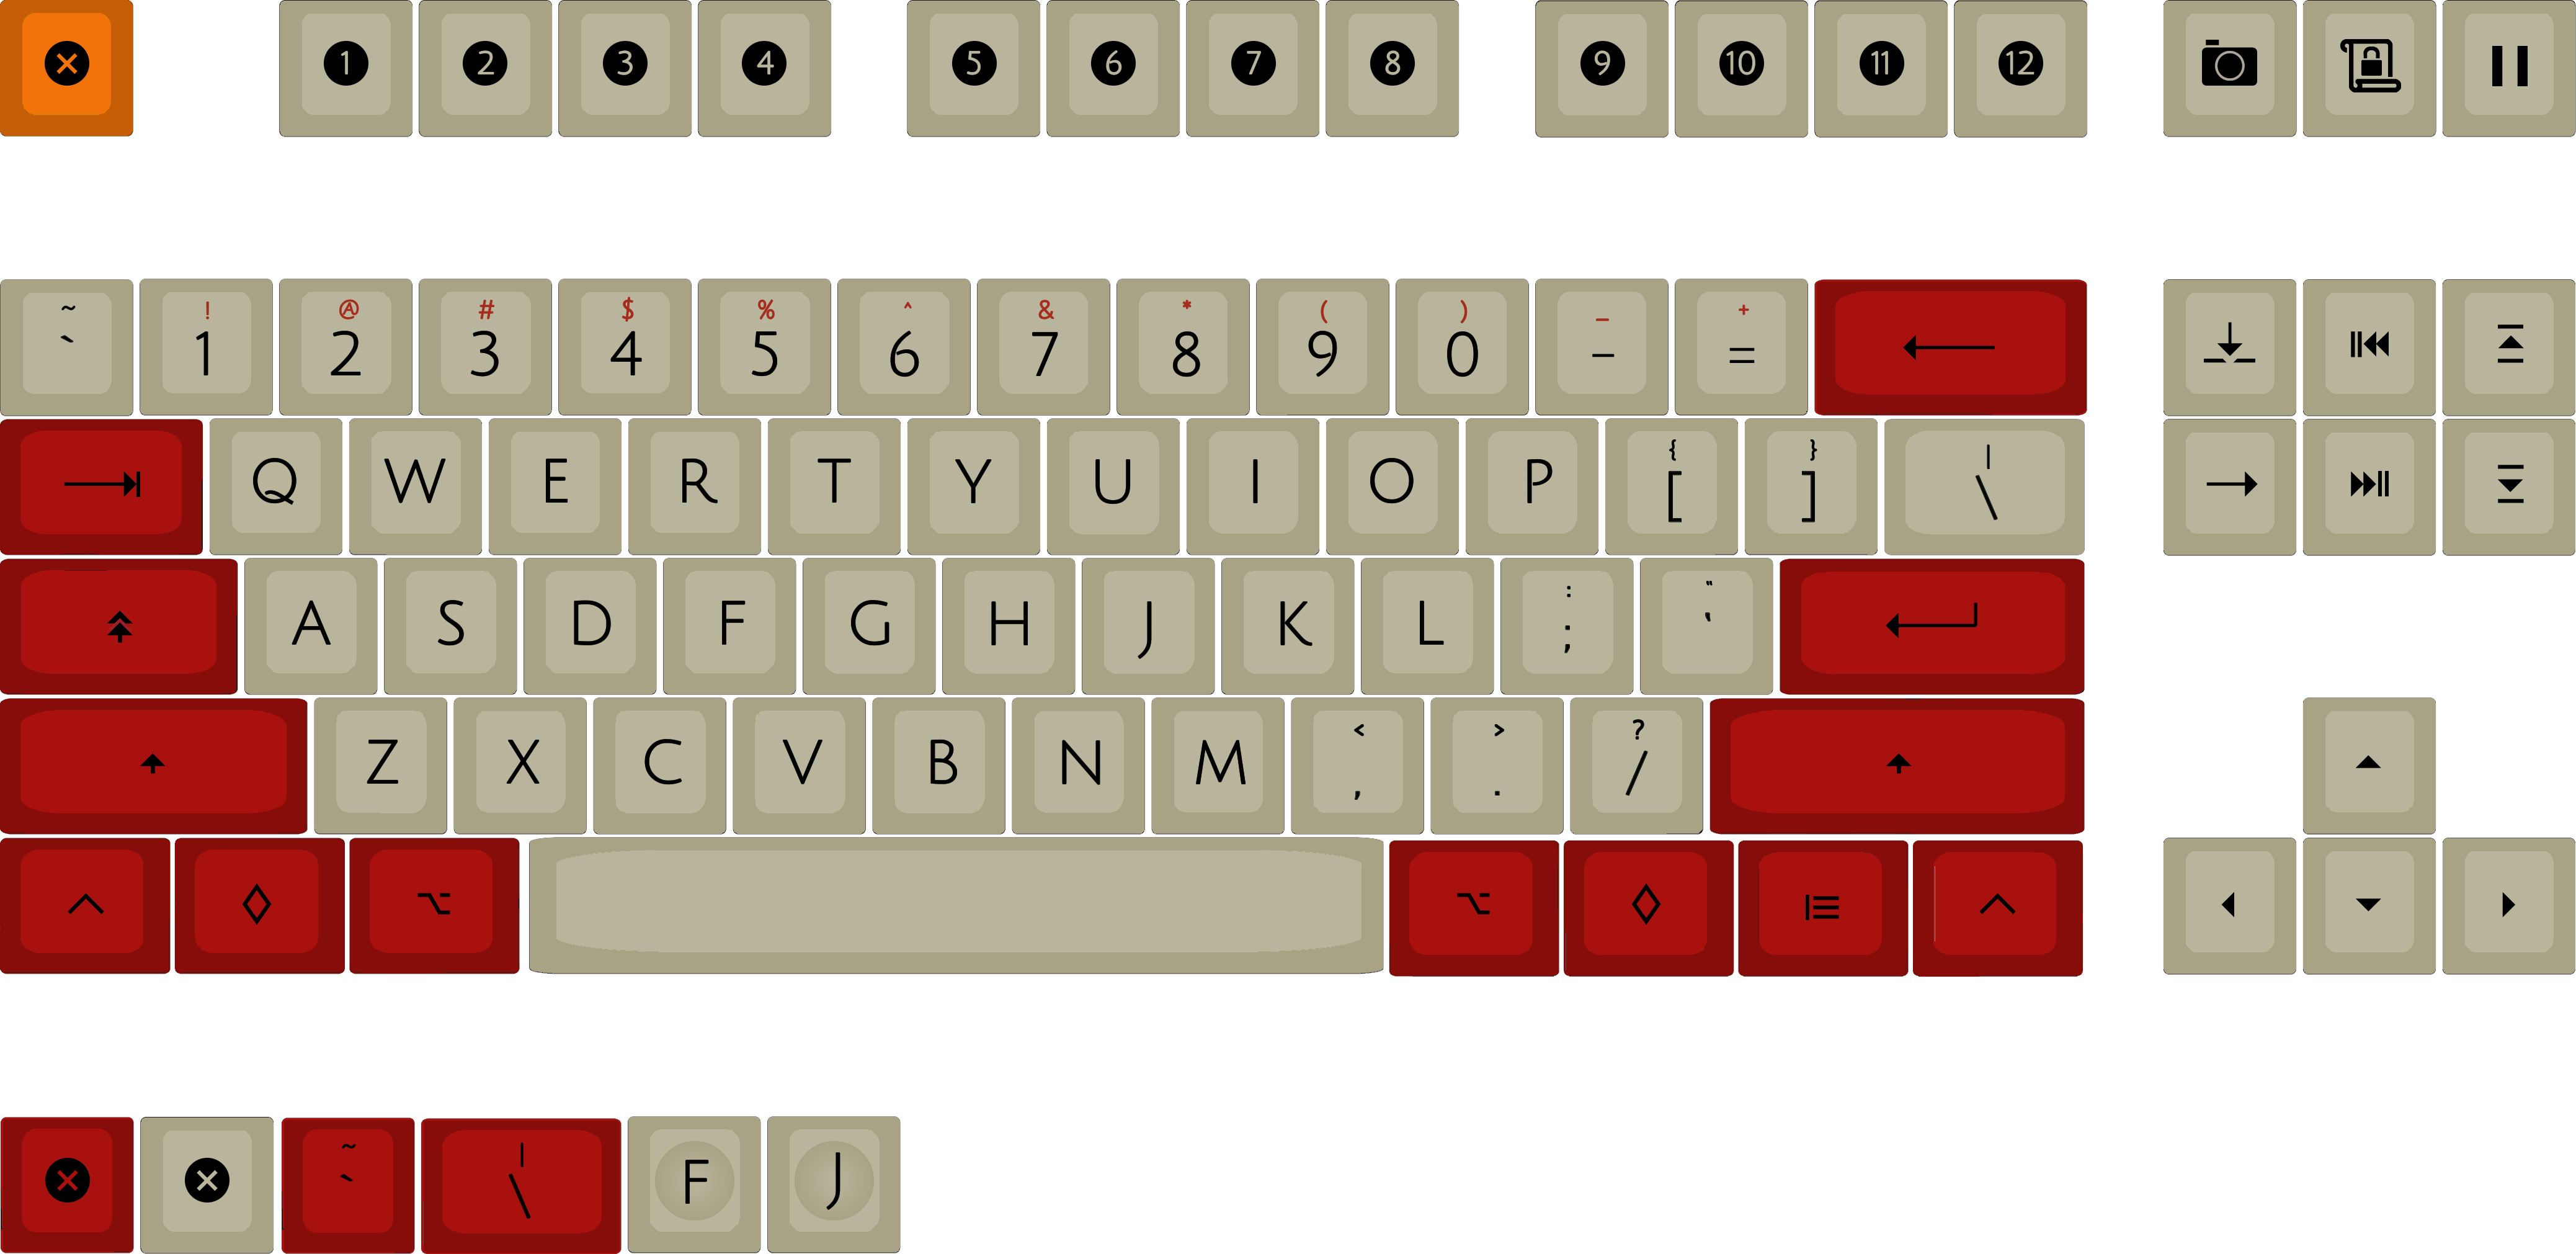 1 2 3 4 5 6 7 8 9 10 11 12
~ ! @ # $ % ^ & * ( ) _ +
` 1 2 3 4 5 6 7 8 9 0 - =
{ } |
Q W E R T Y U I O P [ ] \
: "
A S D F G H J K L ; '
< > ?
Z X C V B N M , . /
~ |
` \ F J